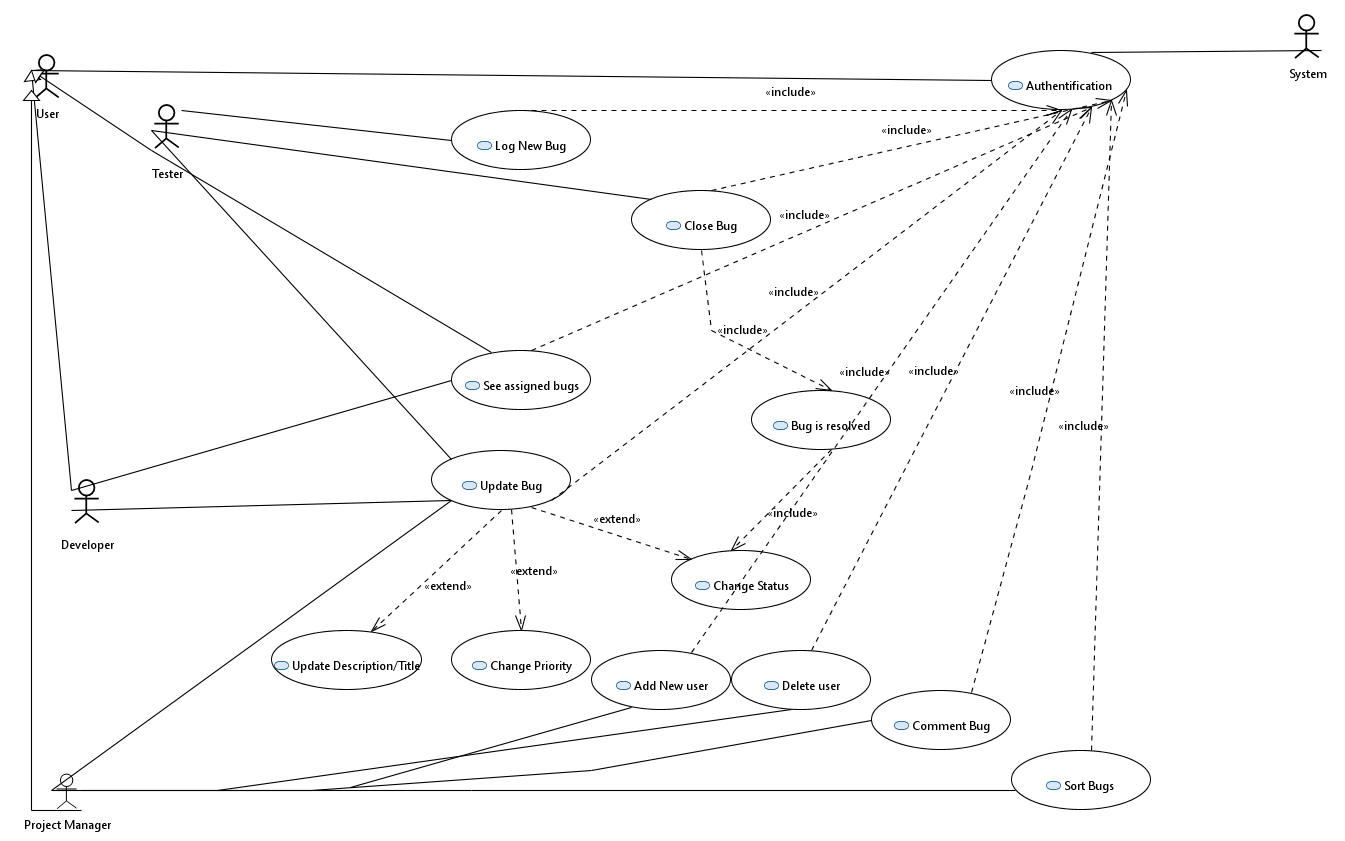 System
Authentification
User
«include»
«include»
Log New Bug
Tester
«include»
Close Bug
«include»
«include»
«include»
«include»
See assigned bugs
«include»
Bug is resolved
«include»
Update Bug
«include»
«extend»
Developer
«extend»
«extend»
Change Status
Update Description/Title
Change Priority
Add New user
Delete user
Comment Bug
Sort Bugs
Project Manager